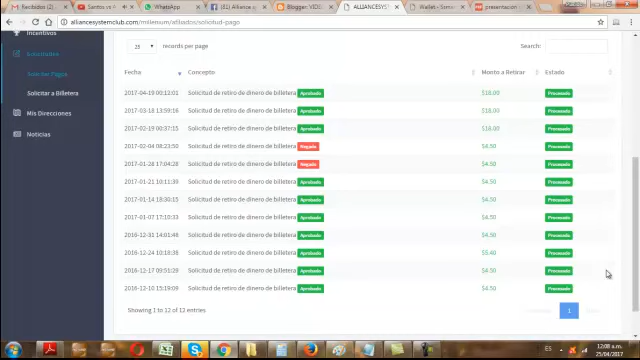 Recibidos (2)
Santos vs A
WhatsApp
(81) Alliance s
Blogger: VIDE
ALLIANCESYST
Wallet - Sxmi
presentación
alliancesystemclub.com/millenium/afiliados/solicitud-pago
Incentivos
Solicitar Pagos
Solicitar a Billetera
Mis Direcciones
Noticias
25 records per page Search:
Fecha Concepto Monto a Retirar Estado
2017-04-19 00:12:01 Solicitud de retiro de dinero de billetera Aprobado $18.00 Procesado
2017-03-18 13:59:16 Solicitud de retiro de dinero de billetera Aprobado $18.00 Procesado
2017-02-19 00:37:15 Solicitud de retiro de dinero de billetera Aprobado $18.00 Procesado
2017-02-04 08:23:50 Solicitud de retiro de dinero de billetera Negado $4.50 Procesado
2017-01-28 17:04:28 Solicitud de retiro de dinero de billetera Negado $4.50 Procesado
2017-01-21 10:11:39 Solicitud de retiro de dinero de billetera Aprobado $4.50 Procesado
2017-01-14 18:30:15 Solicitud de retiro de dinero de billetera Aprobado $4.50 Procesado
2017-01-07 17:10:33 Solicitud de retiro de dinero de billetera Aprobado $4.50 Procesado
2016-12-31 14:01:48 Solicitud de retiro de dinero de billetera Aprobado $4.50 Procesado
2016-12-24 10:18:38 Solicitud de retiro de dinero de billetera Aprobado $5.40 Procesado
2016-12-17 09:51:28 Solicitud de retiro de dinero de billetera Aprobado $4.50 Procesado
2016-12-10 15:19:09 Solicitud de retiro de dinero de billetera Aprobado $4.50 Procesado
Showing 1 to 12 of 12 entries
1
ES
12:08 a.m.
25/04/2017